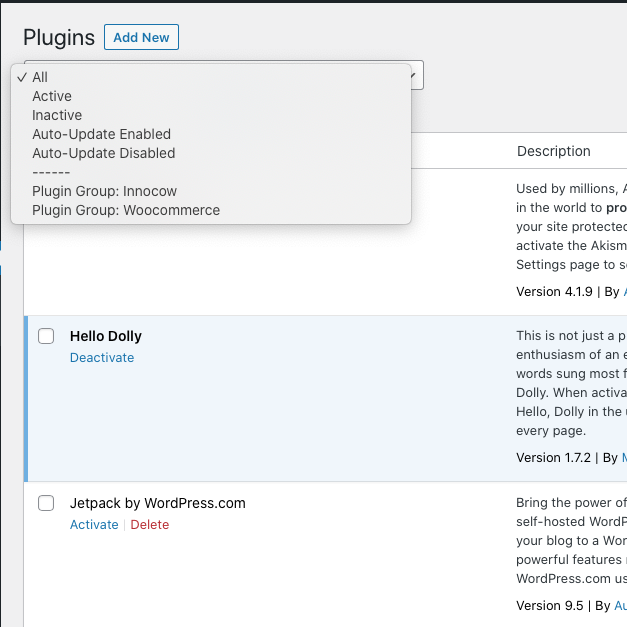 Plugins Add New
✓ All
Active
Inactive
Auto-Update Enabled
Auto-Update Disabled
------
Plugin Group: Innocow
Plugin Group: Woocommerce
Description
Used by millions,
in the world to pro
your site protected
activate the Akism
Settings page to s
Version 4.1.9 | By
Hello Dolly
Deactivate
This is not just a p
enthusiasm of an e
words sung most f
Dolly. When activa
Hello, Dolly in the
every page.
Version 1.7.2 | By
Jetpack by WordPress.com
Activate | Delete
Bring the power of
self-hosted WordP
your blog to a Wor
powerful features
WordPress.com us
Version 9.5 | By Au